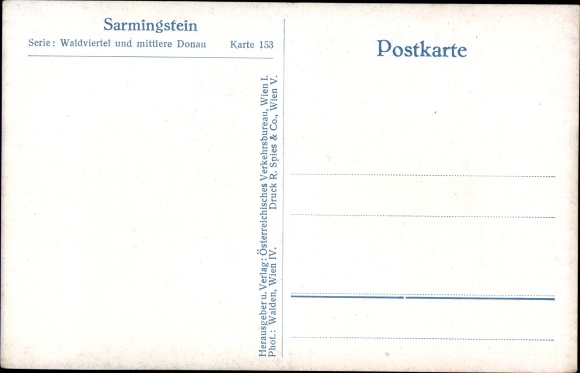 Sarmingstein
Serie: Waldviertel und mittlere Donau Karte 153
Postkarte
Herausgeber u. Verlag: Österreichisches Verkehrsbureau, Wien I.
Phot.: Walden, Wien IV. Druck R. Spies & Co., Wien V.